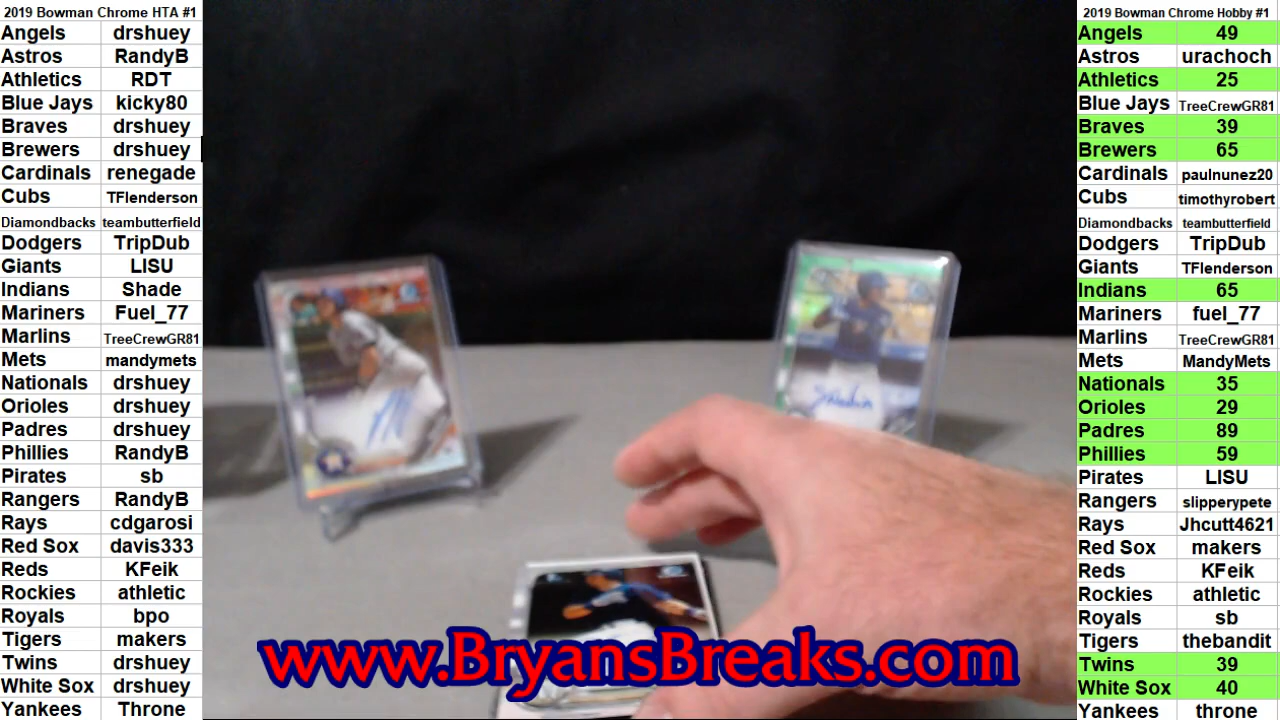 2019 Bowman Chrome HTA #1
Angels drshuey
Astros RandyB
Athletics RDT
Blue Jays kicky80
Braves drshuey
Brewers drshuey
Cardinals renegade
Cubs TFlenderson
Diamondbacks teambutterfield
Dodgers TripDub
Giants LISU
Indians Shade
Mariners Fuel_77
Marlins TreeCrewGR81
Mets mandymets
Nationals drshuey
Orioles drshuey
Padres drshuey
Phillies RandyB
Pirates sb
Rangers RandyB
Rays cdgarosi
Red Sox davis333
Reds KFeik
Rockies athletic
Royals bpo
Tigers makers
Twins drshuey
White Sox drshuey
Yankees Throne
www.BryansBreaks.com
2019 Bowman Chrome Hobby #1
Angels 49
Astros urachoch
Athletics 25
Blue Jays TreeCrewGR81
Braves 39
Brewers 65
Cardinals paulnunez20
Cubs timothyrobert
Diamondbacks teambutterfield
Dodgers TripDub
Giants TFlenderson
Indians 65
Mariners fuel_77
Marlins TreeCrewGR81
Mets MandyMets
Nationals 35
Orioles 29
Padres 89
Phillies 59
Pirates LISU
Rangers slipperypete
Rays Jhcutt4621
Red Sox makers
Reds KFeik
Rockies athletic
Royals sb
Tigers thebandit
Twins 39
White Sox 40
Yankees throne